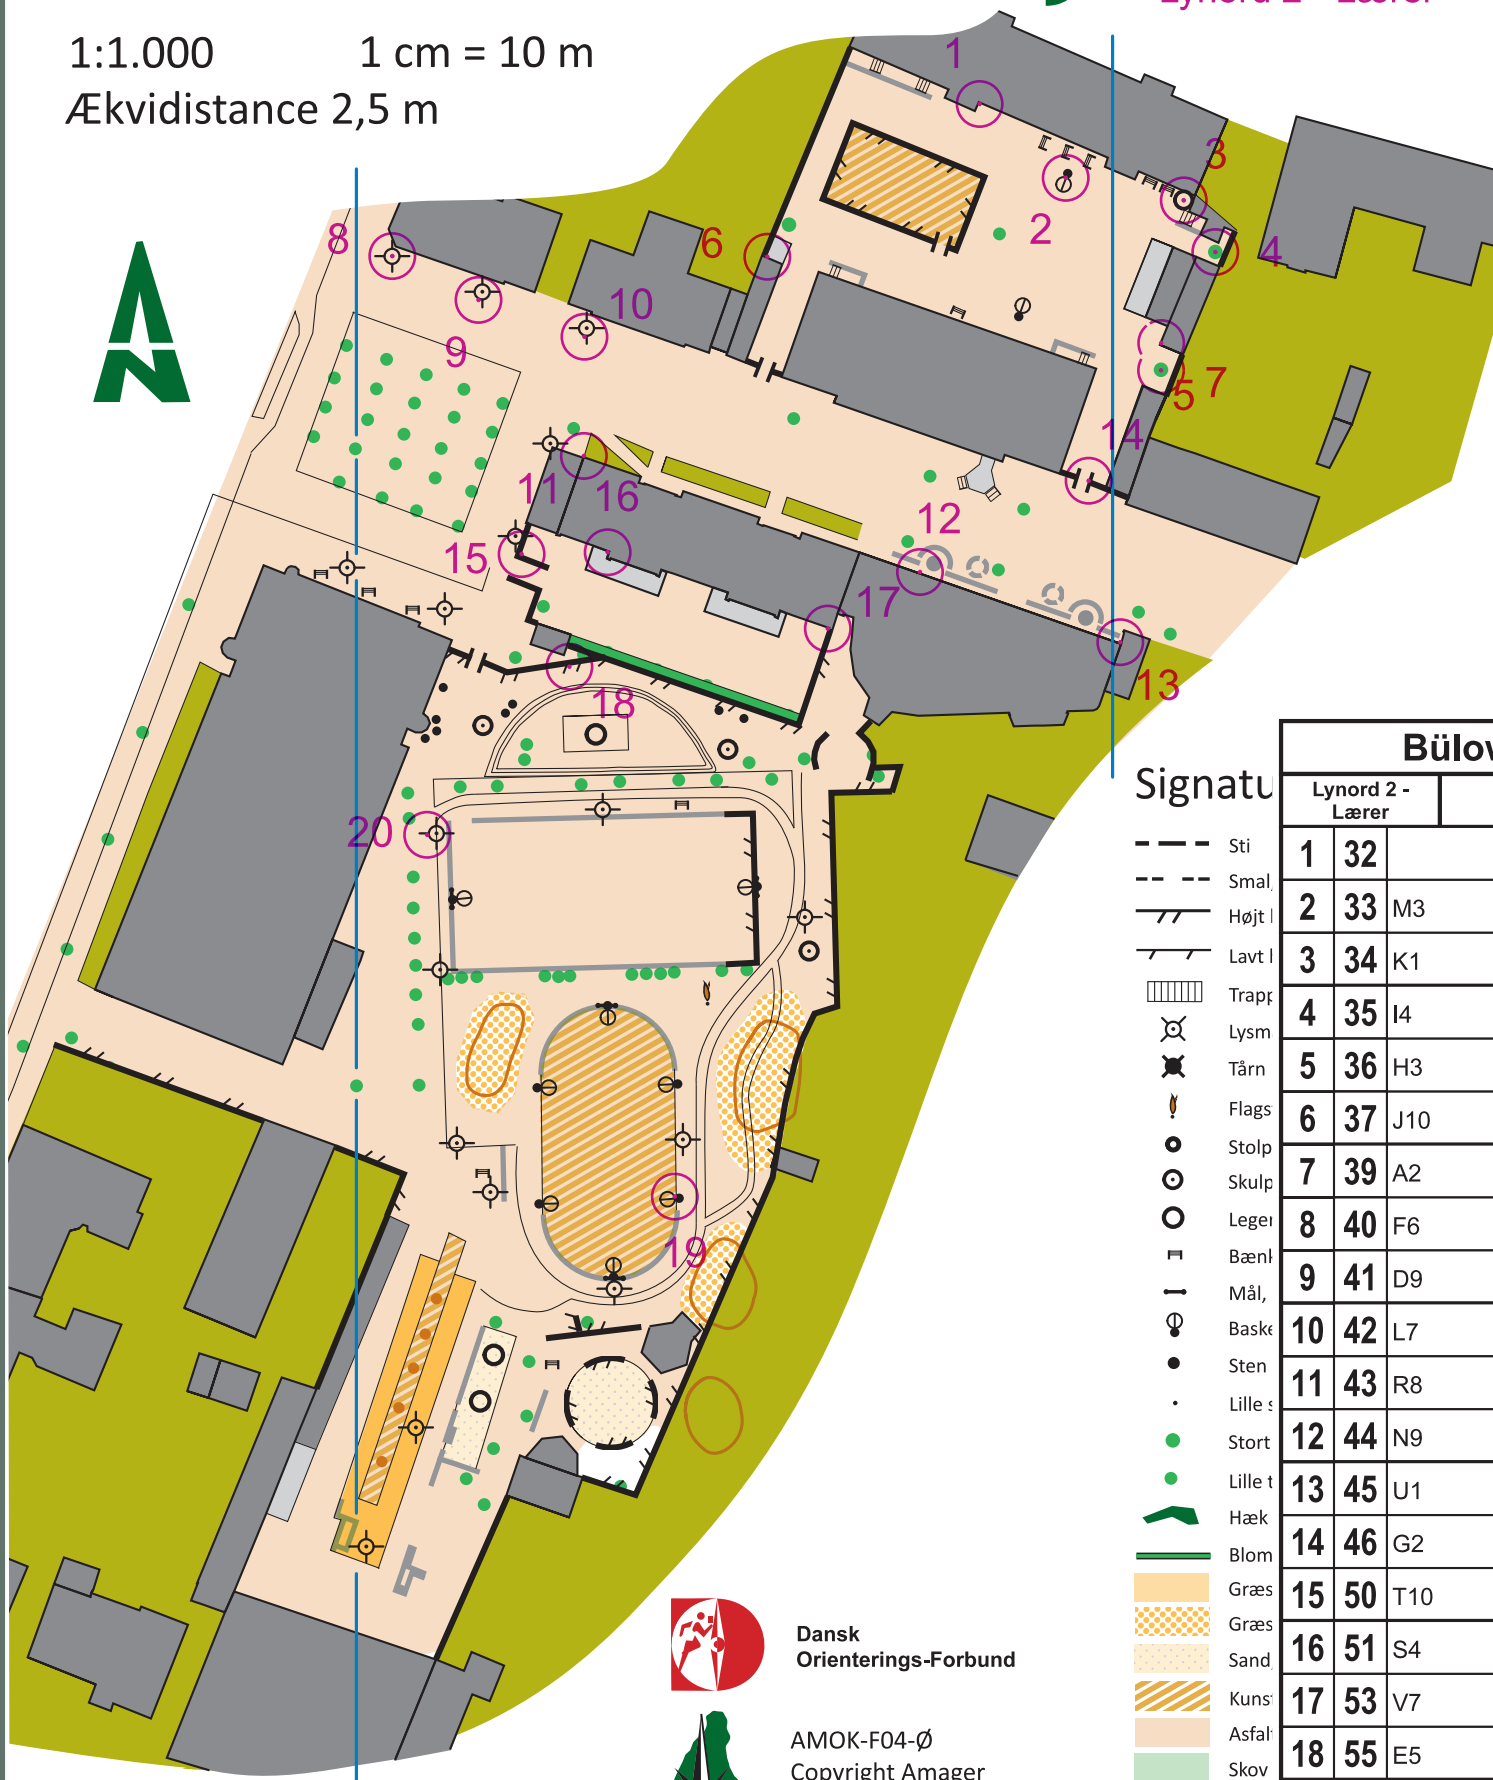 1:1.000 1 cm = 10 m
Ækvidistance 2,5 m
1
2
3
4
5
6
7
8
9
10
11
12
13
14
15
16
17
18
19
20
Signatu
Sti
Smal,
Højt
Lavt
Trapp
Lysm
Tårn
Flags
Stolp
Skulp
Leger
Bænk
Mål,
Baske
Sten
Lille s
Stort
Lille t
Hæk
Blom
Græs
Græs
Sand,
Kunst
Asfal
Skov
Bülow
Lynord 2 -
Lærer
1 32
2 33 M3
3 34 K1
4 35 I4
5 36 H3
6 37 J10
7 39 A2
8 40 F6
9 41 D9
10 42 L7
11 43 R8
12 44 N9
13 45 U1
14 46 G2
15 50 T10
16 51 S4
17 53 V7
18 55 E5
Dansk
Orienterings-Forbund
AMOK-F04-Ø
Copyright Amager